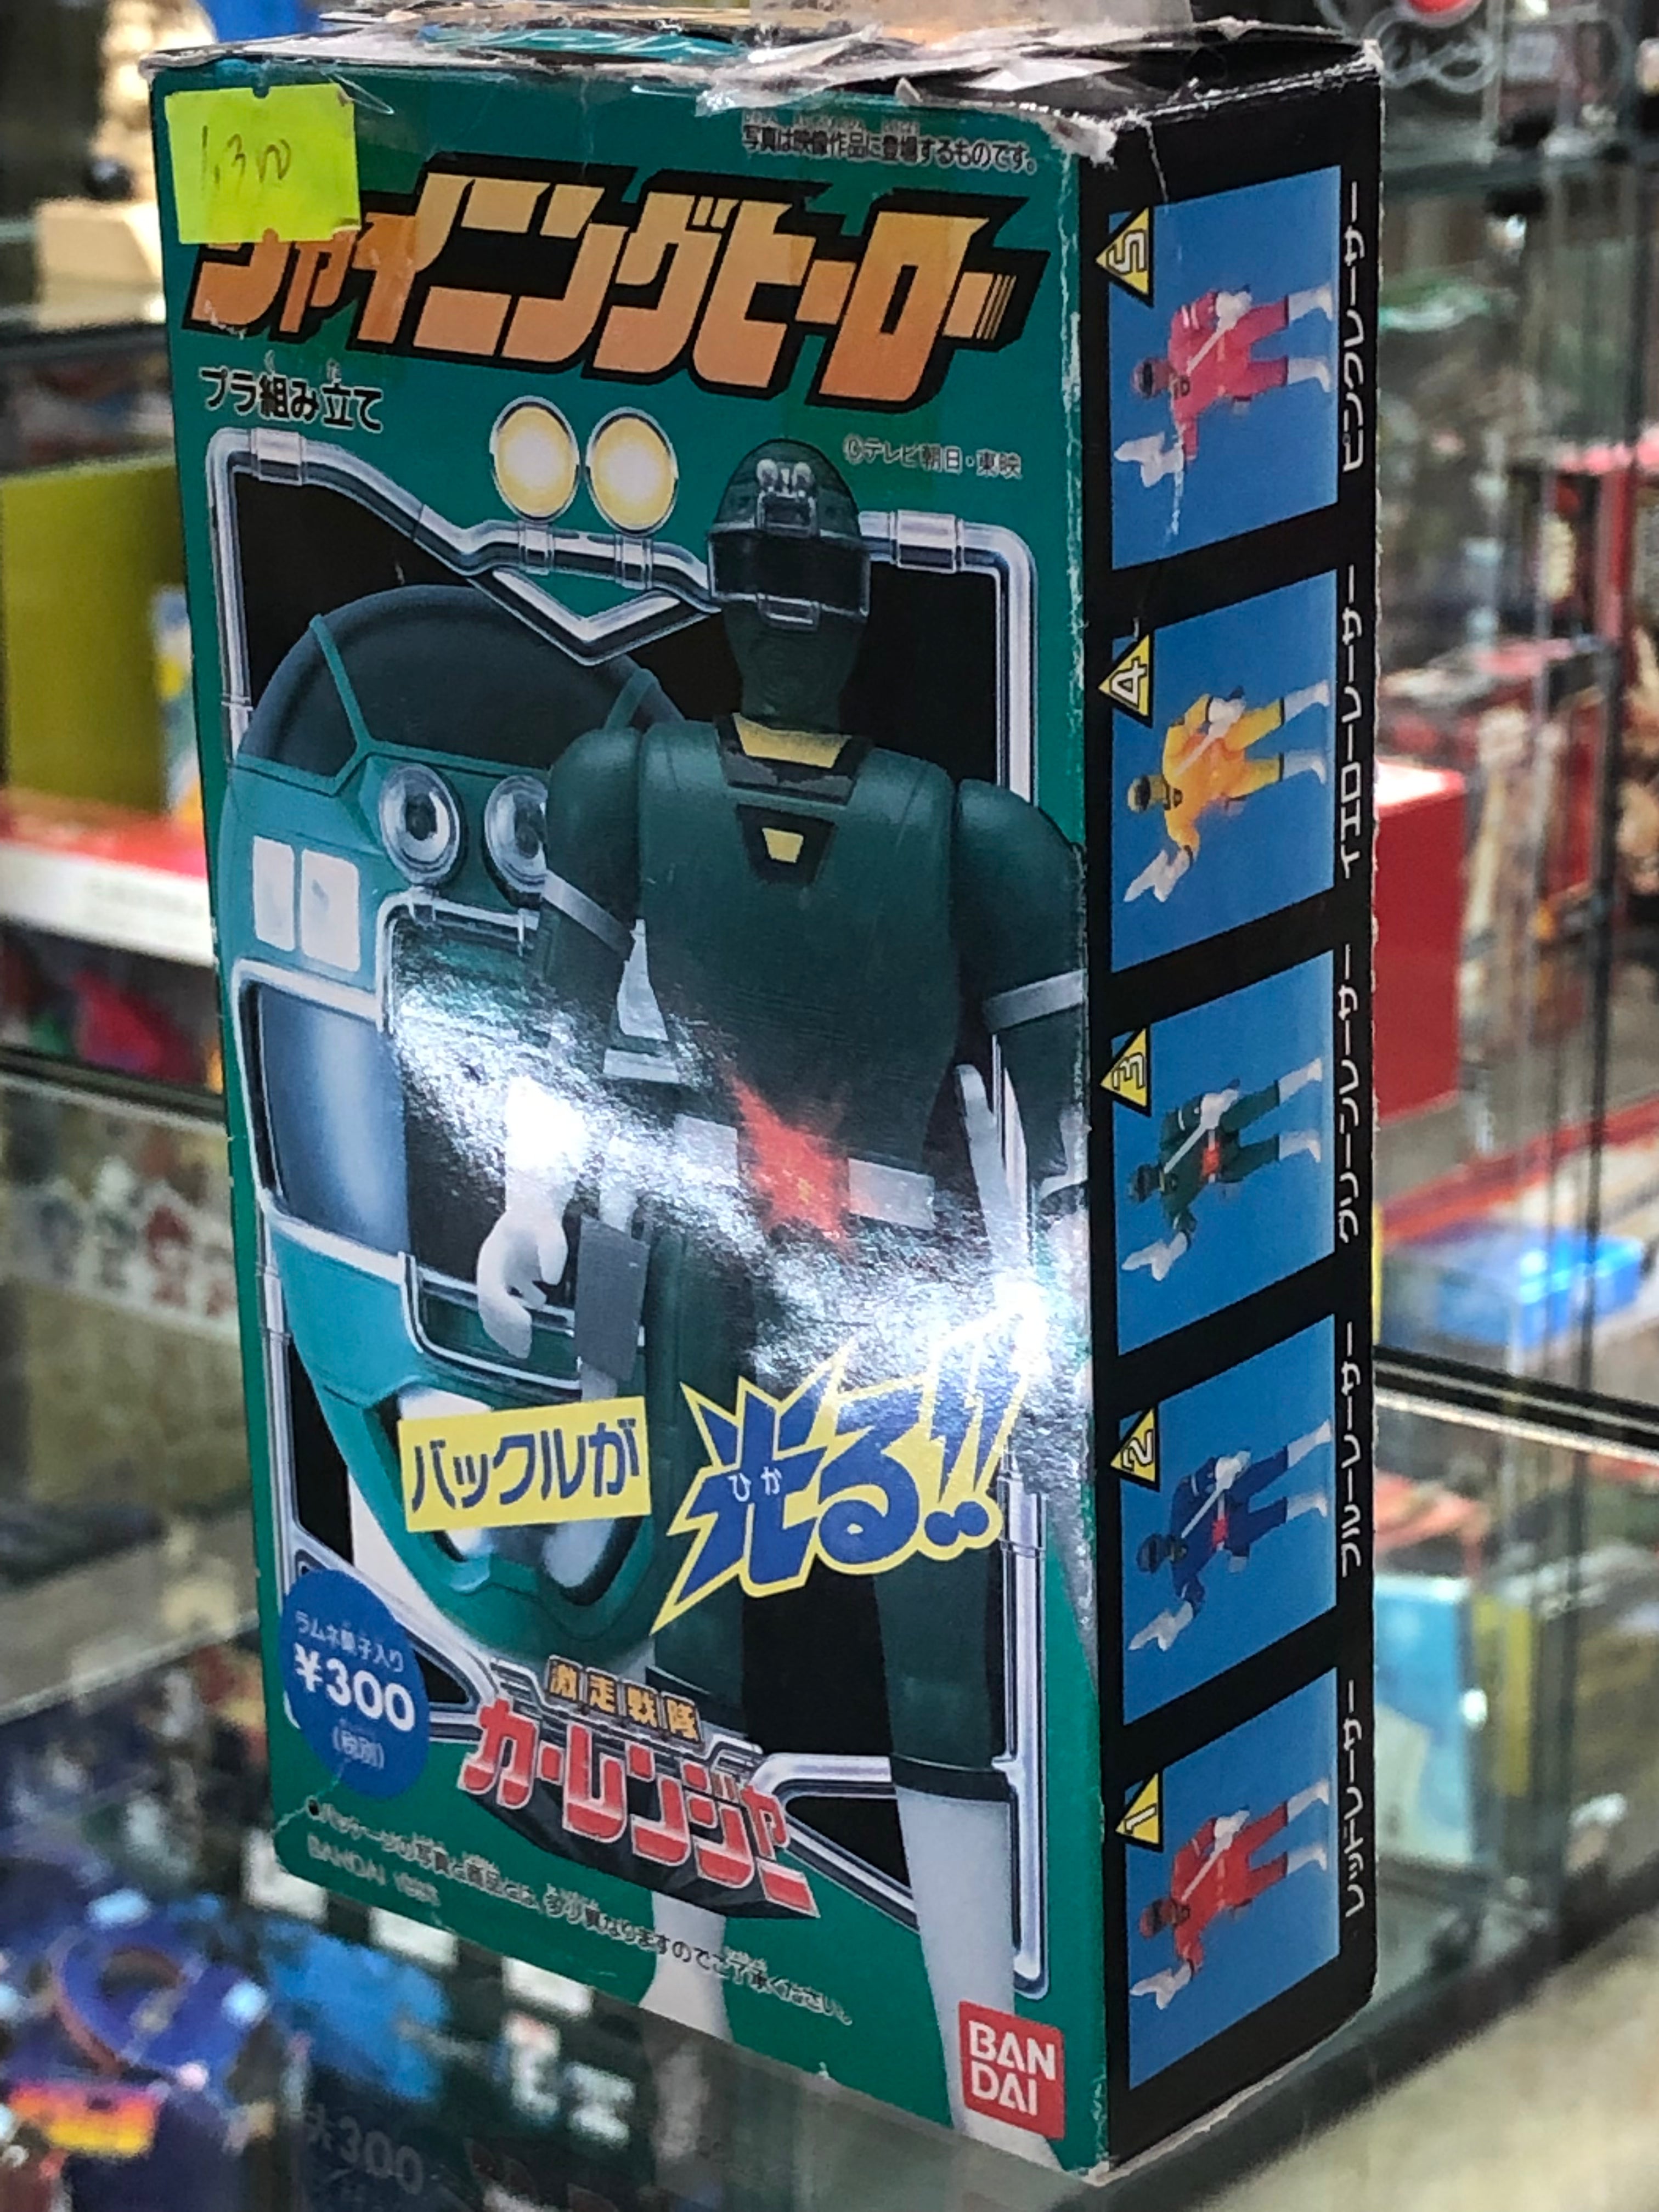 1,300
写真は映像作品に登場するものです。
シャイニングヒーロー
プラ組み立て
©テレビ朝日・東映
バックルが
光る!!
ひか
ラムネ菓子入り
¥300
(税別)
激走戦隊
カーレンジャー
●パッケージの写真と商品とは、多少異なりますのでご了承ください。
BANDAI
BAN
DAI
5
ピンクレーサー
4
イエローレーサー
3
グリーンレーサー
2
ブルーレーサー
1
レッドレーサー